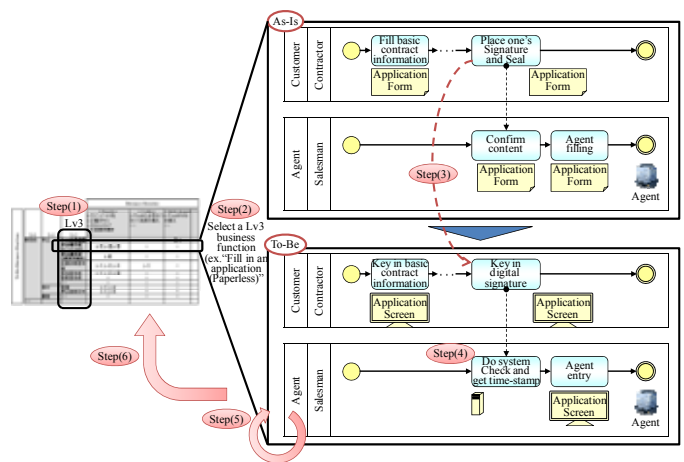 As-Is
Customer
Contractor
Fill basic
contract
information
...
Place one's
Signature
and Seal
Application
Form
Application
Form
Agent
Salesman
Confirm
content
Agent
filling
Application
Form
Application
Form
Agent
Step(3)
Step(1)
Lv3
Step(2)
Select a Lv3
business
function
(ex."Fill in an
application
(Paperless)"
To-Be
Customer
Contractor
Key in basic
contract
information
...
Key in
digital
signature
Application
Screen
Application
Screen
Step(4)
Agent
Salesman
Do system
Check and
get time-stamp
Agent
entry
Application
Screen
Agent
Step(6)
Step(5)